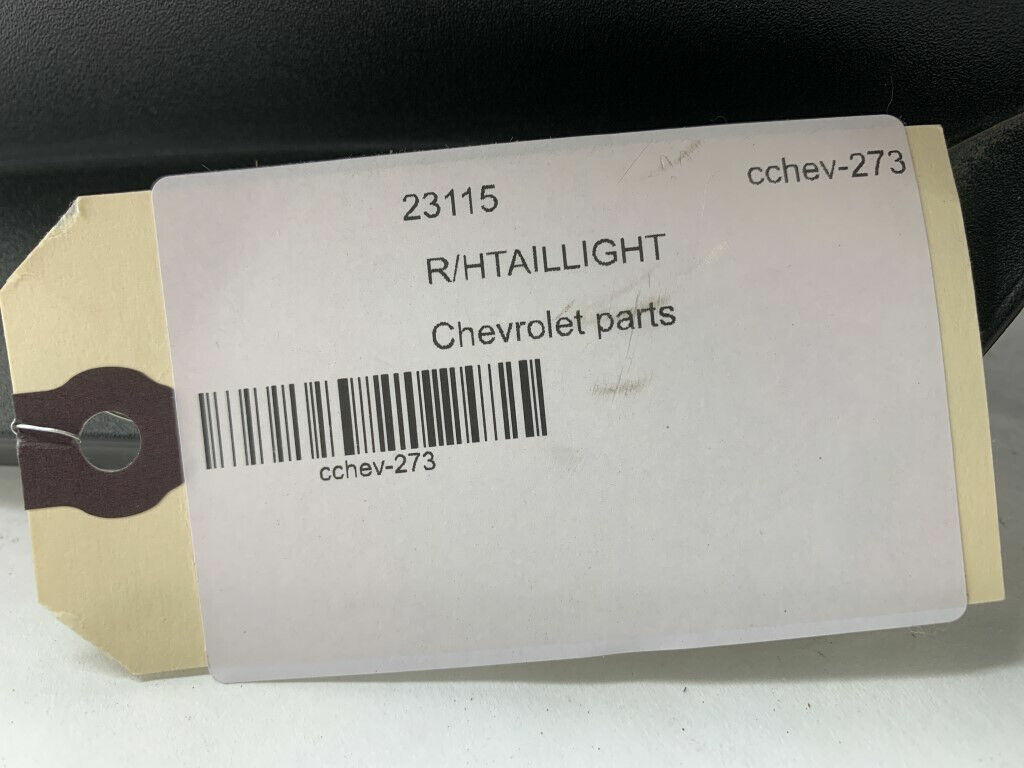 23115
cchev-273
R/HTAILLIGHT
Chevrolet parts
cchev-273